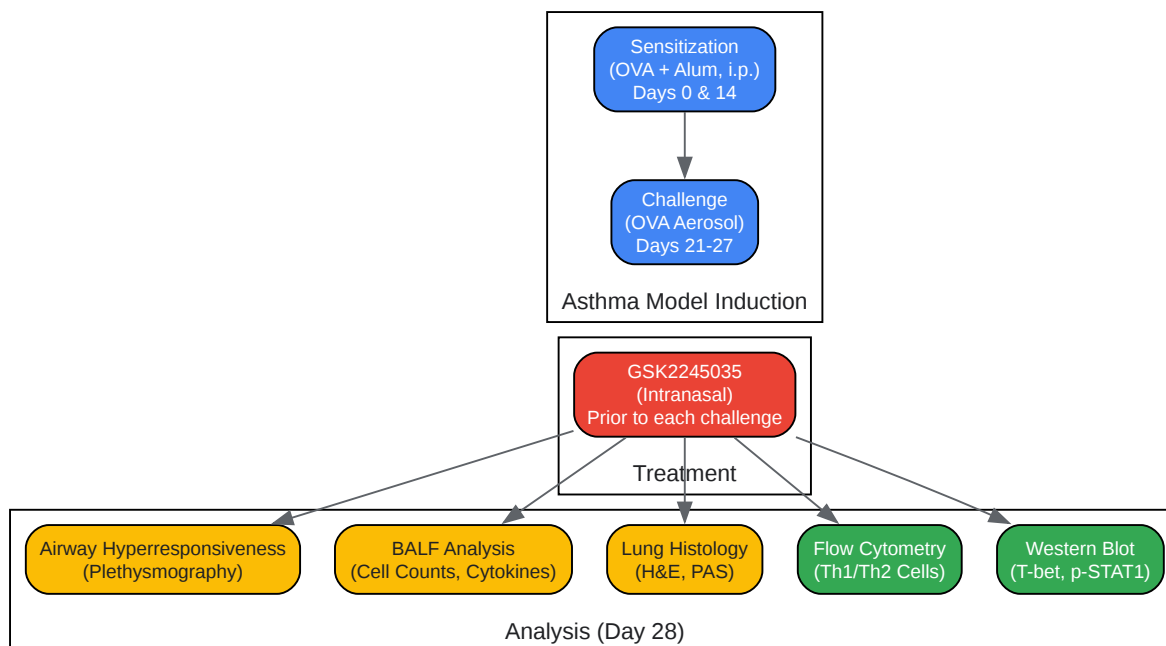 Sensitization
(OVA + Alum, i.p.)
Days 0 & 14
Challenge
(OVA Aerosol)
Days 21-27
Asthma Model Induction
GSK2245035
(Intranasal)
Prior to each challenge
Treatment
Airway Hyperresponsiveness
(Plethysmography)
BALF Analysis
(Cell Counts, Cytokines)
Lung Histology
(H&E, PAS)
Flow Cytometry
(Th1/Th2 Cells)
Western Blot
(T-bet, p-STAT1)
Analysis (Day 28)